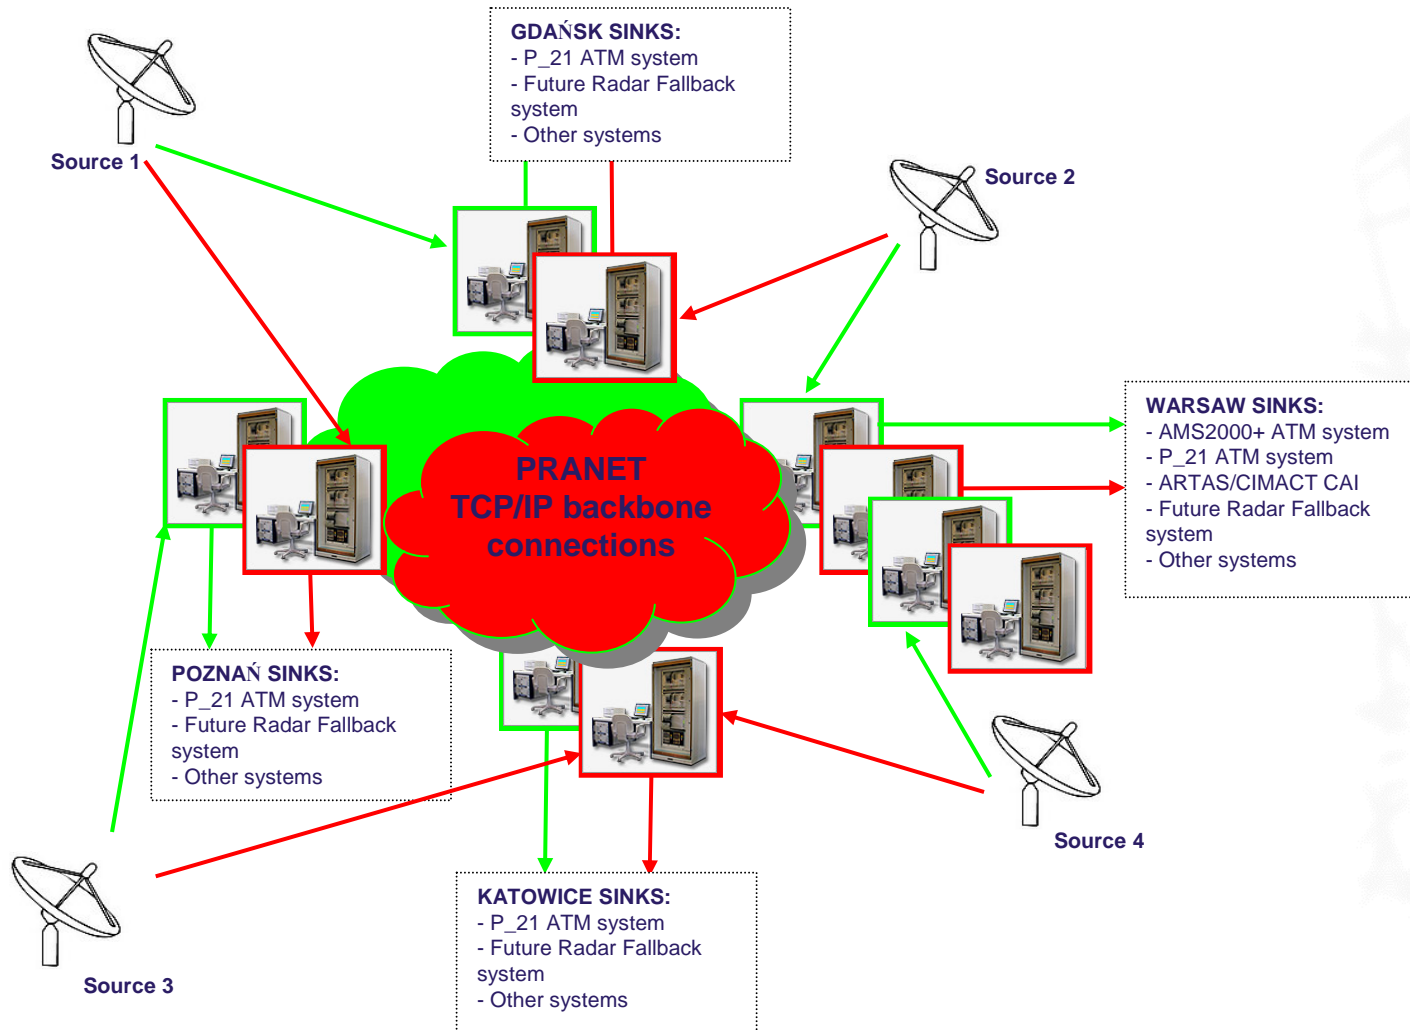 GDAŃSK SINKS:
- P_21 ATM system
- Future Radar Fallback
system
- Other systems
Source 1
Source 2
WARSAW SINKS:
- AMS2000+ ATM system
- P_21 ATM system
- ARTAS/CIMACT CAI
- Future Radar Fallback
system
- Other systems
PRANET
TCP/IP backbone
connections
POZNAŃ SINKS:
- P_21 ATM system
- Future Radar Fallback
system
- Other systems
Source 4
KATOWICE SINKS:
- P_21 ATM system
- Future Radar Fallback
system
- Other systems
Source 3